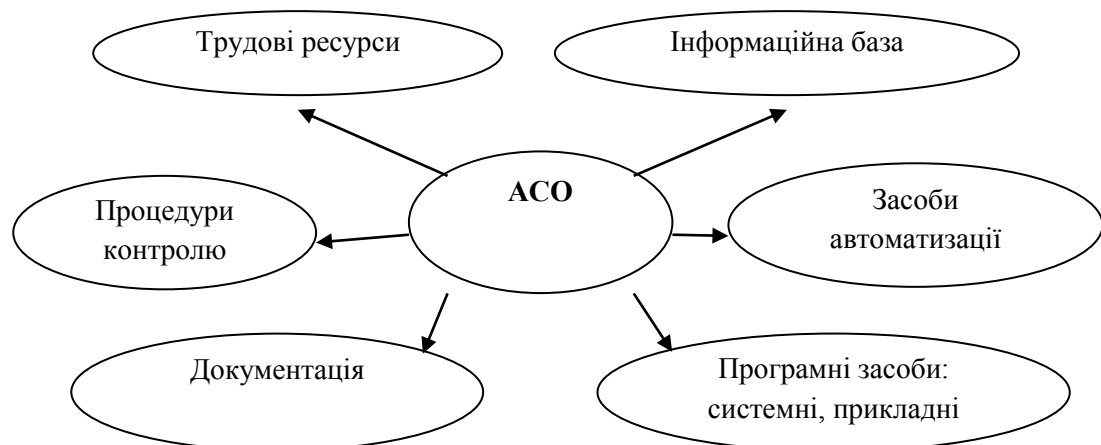 Трудові ресурси
Інформаційна база
АСО
Процедури
контролю
Засоби
автоматизації
Документація
Програмні засоби:
системні, прикладні